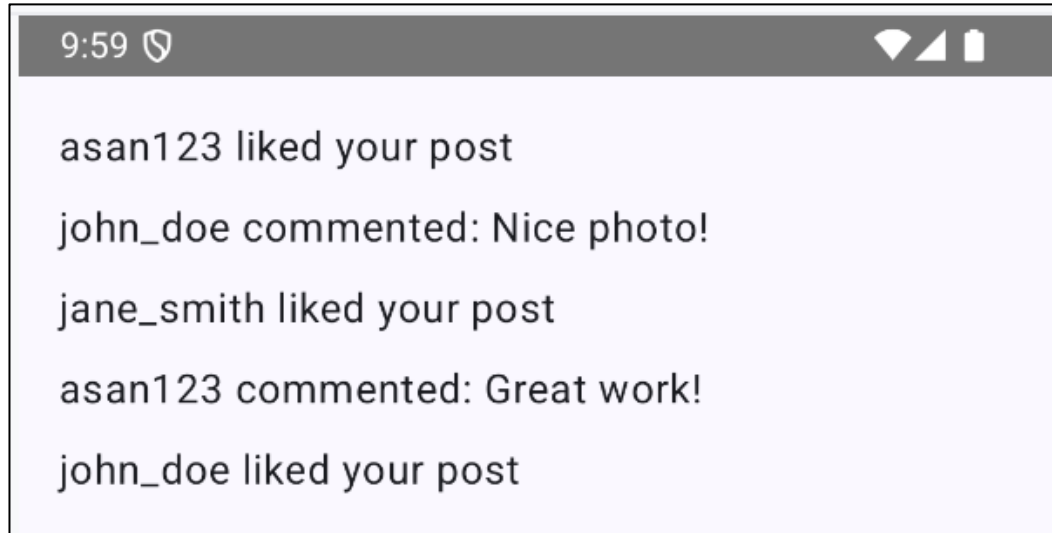 9:59
asan123 liked your post
john_doe commented: Nice photo!
jane_smith liked your post
asan123 commented: Great work!
john_doe liked your post